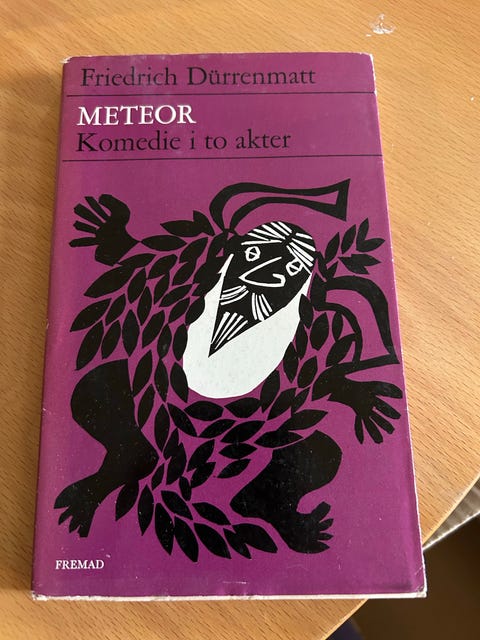 Friedrich Dürrenmatt
METEOR
Komedie i to akter
FREMAD